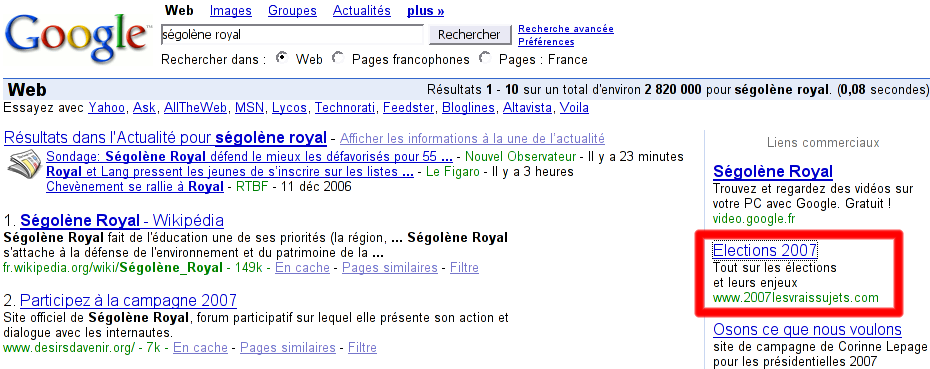 Web Images Groupes Actualités plus »
Google™
ségolène royal Rechercher Recherche avancée
Préférences
Rechercher dans : Web Pages francophones Pages : France
Web Résultats 1 - 10 sur un total d'environ 2 820 000 pour ségolène royal. (0,08 secondes)
Essayez avec Yahoo, Ask, AllTheWeb, MSN, Lycos, Technorati, Feedster, Bloglines, Altavista, Voila
Résultats dans l'Actualité pour ségolène royal - Afficher les informations à la une de l'actualité
Sondage: Ségolène Royal défend le mieux les défavorisés pour 55 ... - Nouvel Observateur - Il y a 23 minutes
Royal et Lang pressent les jeunes de s'inscrire sur les listes ... - Le Figaro - Il y a 3 heures
Chevènement se rallie à Royal - RTBF - 11 déc 2006
1. Ségolène Royal - Wikipédia
Ségolène Royal fait de l'éducation une de ses priorités (la région, ... Ségolène Royal
s'attache à la défense de l'environnement et du patrimoine de la ...
fr.wikipedia.org/wiki/Ségolène_Royal - 149k - En cache - Pages similaires - Filtre
2. Participez à la campagne 2007
Site officiel de Ségolène Royal, forum participatif sur lequel elle présente son action et
dialogue avec les internautes.
www.desirsdavenir.org/ - 7k - En cache - Pages similaires - Filtre
Liens commerciaux
Ségolène Royal
Trouvez et regardez des vidéos sur
votre PC avec Google. Gratuit !
video.google.fr
Elections 2007
Tout sur les élections
et leurs enjeux
www.2007lesvraissujets.com
Osons ce que nous voulons
site de campagne de Corinne Lepage
pour les présidentielles 2007